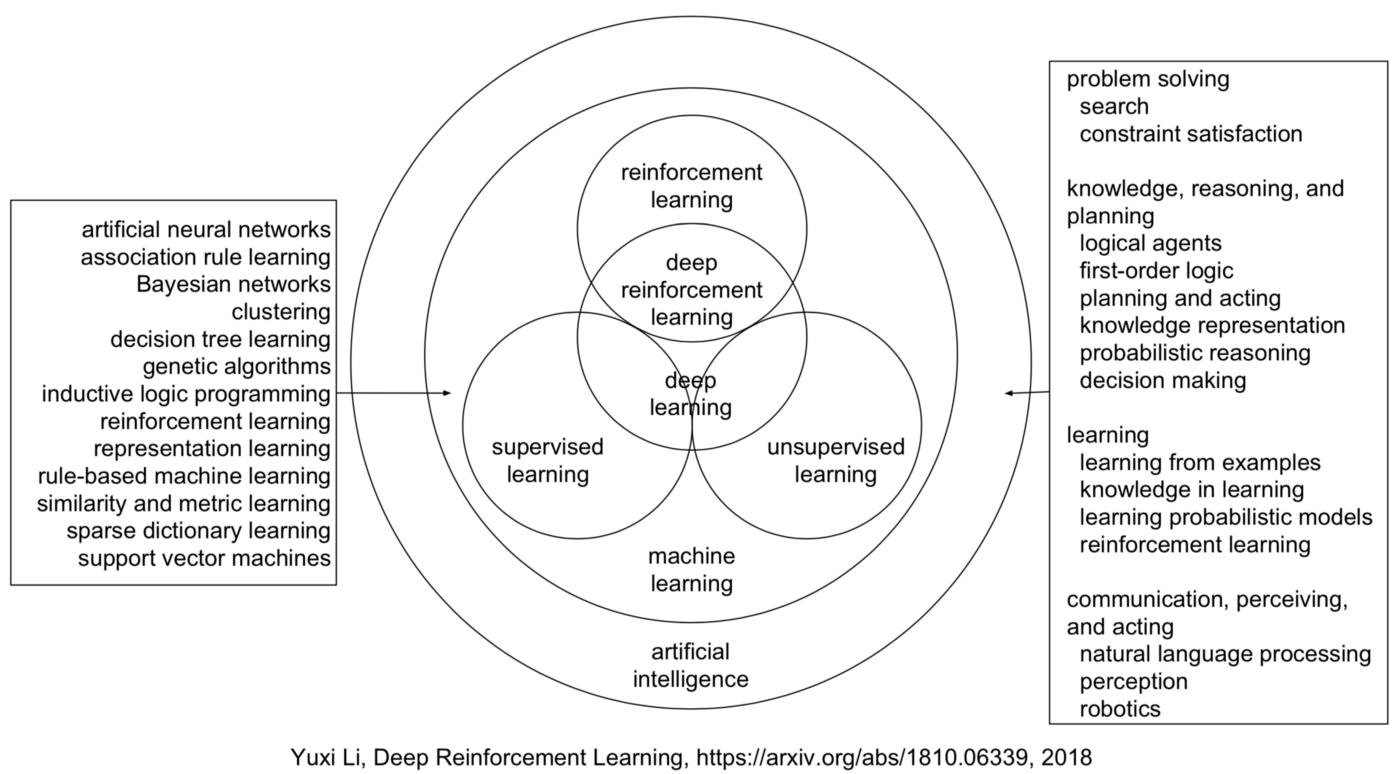 artificial neural networks
association rule learning
Bayesian networks
clustering
decision tree learning
genetic algorithms
inductive logic programming
reinforcement learning
representation learning
rule-based machine learning
similarity and metric learning
sparse dictionary learning
support vector machines
reinforcement
learning
deep
reinforcement
learning
deep
learning
supervised
learning
unsupervised
learning
machine
learning
artificial
intelligence
problem solving
search
constraint satisfaction
knowledge, reasoning, and
planning
logical agents
first-order logic
planning and acting
knowledge representation
probabilistic reasoning
decision making
learning
learning from examples
knowledge in learning
learning probabilistic models
reinforcement learning
communication, perceiving,
and acting
natural language processing
perception
robotics
Yuxi Li, Deep Reinforcement Learning, https://arxiv.org/abs/1810.06339, 2018